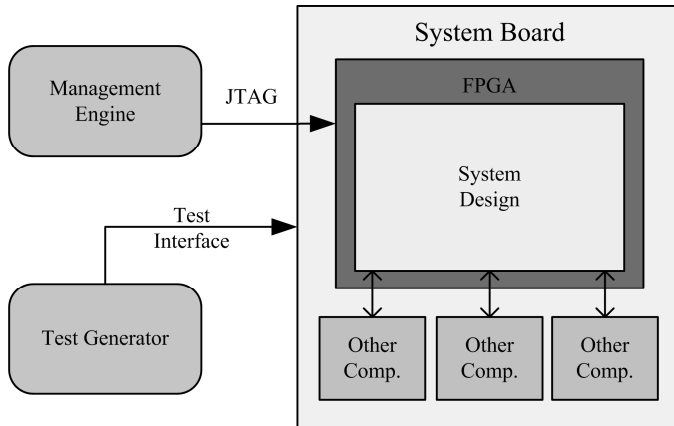 System Board
Management
Engine
JTAG
FPGA
System
Design
Test
Interface
Test Generator
Other
Comp.
Other
Comp.
Other
Comp.